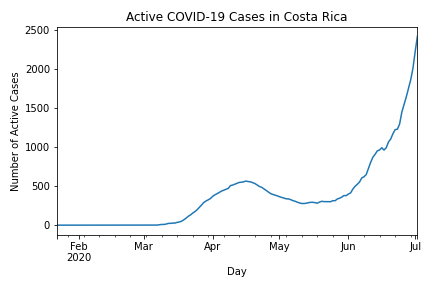 Active COVID-19 Cases in Costa Rica
2500
2000
1500
1000
500
0
Number of Active Cases
Feb
2020
Mar
Apr
May
Jun
Jul
Day